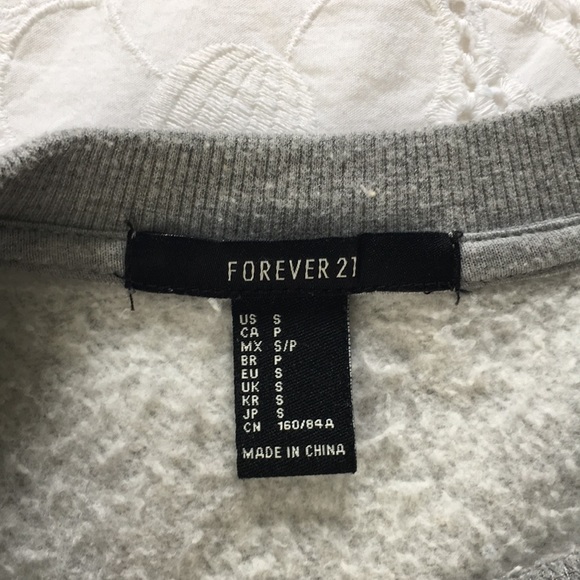 FOREVER 21
US S
CA P
MX S/P
BR P
EU S
UK S
KR S
JP S
CN 160/84A
MADE IN CHINA